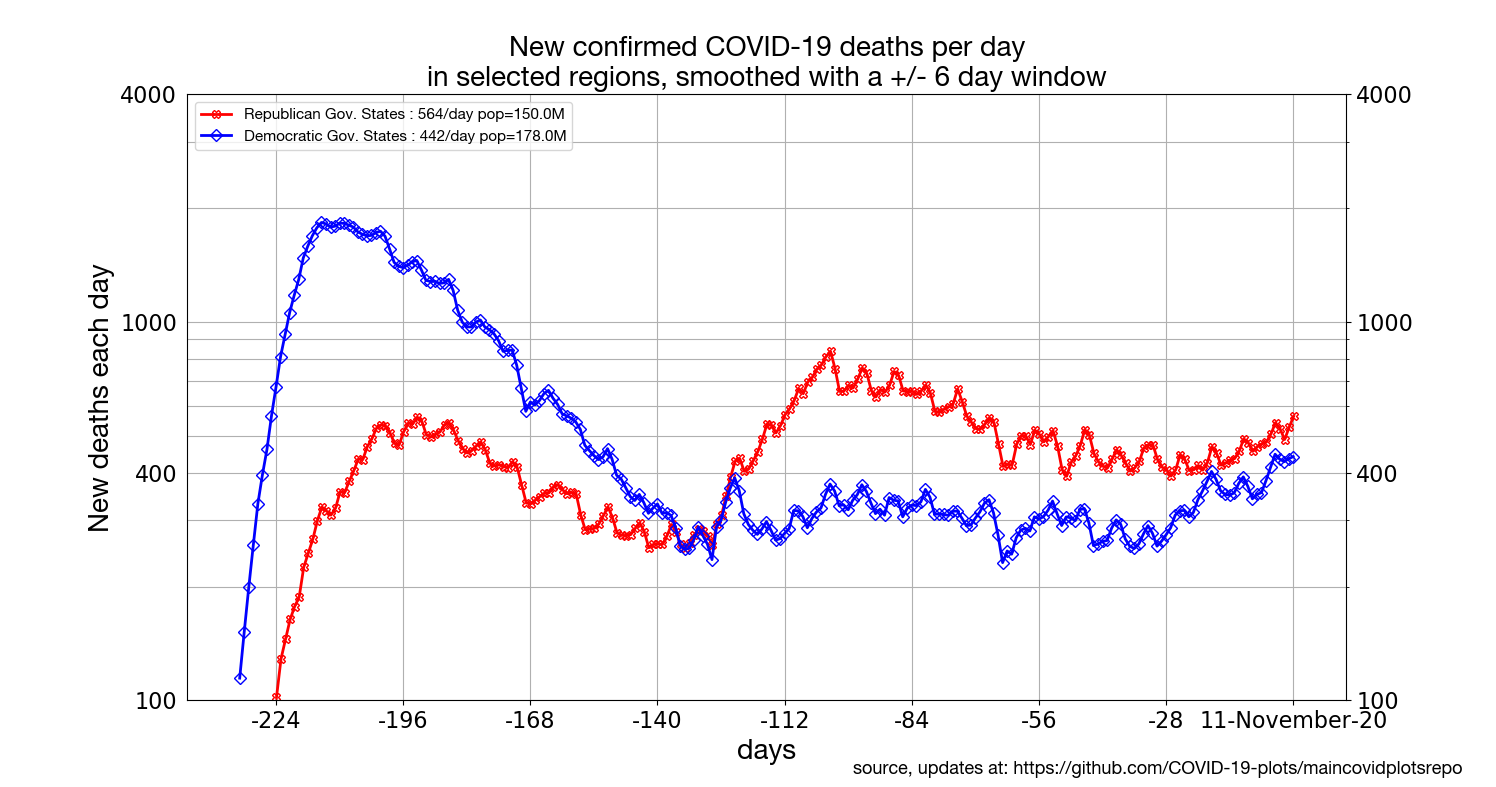 New confirmed COVID-19 deaths per day
in selected regions, smoothed with a +/- 6 day window
4000
4000
Republican Gov. States : 564/day pop=150.0M
Democratic Gov. States : 442/day pop=178.0M
1000
1000
New deaths each day
400
400
100
100
-224
-196
-168
-140
-112
-84
-56
-28
11-November-20
days
source, updates at: https://github.com/COVID-19-plots/maincovidplotsrepo